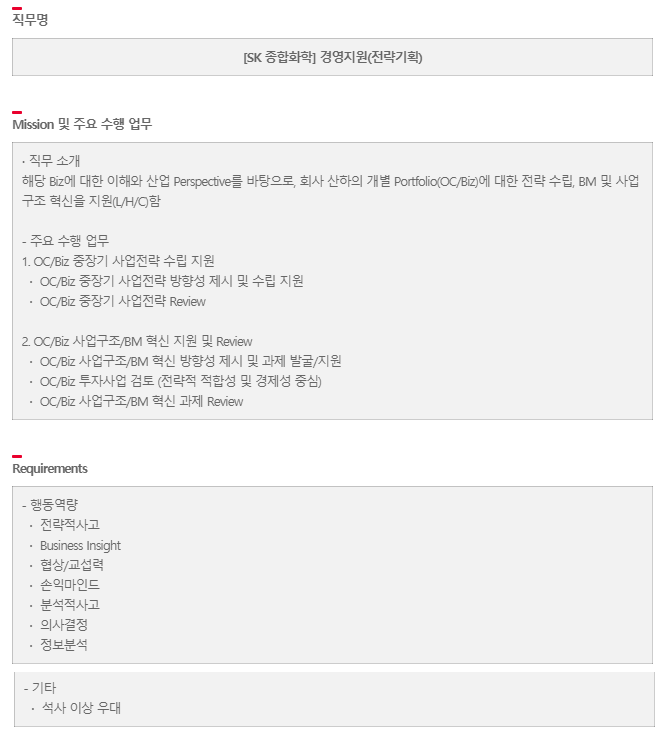 직무명
[SK 종합화학] 경영지원(전략기획)
Mission 및 주요 수행 업무
· 직무 소개
해당 Biz에 대한 이해와 산업 Perspective를 바탕으로, 회사 산하의 개별 Portfolio(OC/Biz)에 대한 전략 수립, BM 및 사업
구조 혁신을 지원(L/H/C)함
- 주요 수행 업무
1. OC/Biz 중장기 사업전략 수립 지원
· OC/Biz 중장기 사업전략 방향성 제시 및 수립 지원
· OC/Biz 중장기 사업전략 Review
2. OC/Biz 사업구조/BM 혁신 지원 및 Review
· OC/Biz 사업구조/BM 혁신 방향성 제시 및 과제 발굴/지원
· OC/Biz 투자사업 검토 (전략적 적합성 및 경제성 중심)
· OC/Biz 사업구조/BM 혁신 과제 Review
Requirements
- 행동역량
· 전략적사고
· Business Insight
· 협상/교섭력
· 손익마인드
· 분석적사고
· 의사결정
· 정보분석
- 기타
· 석사 이상 우대